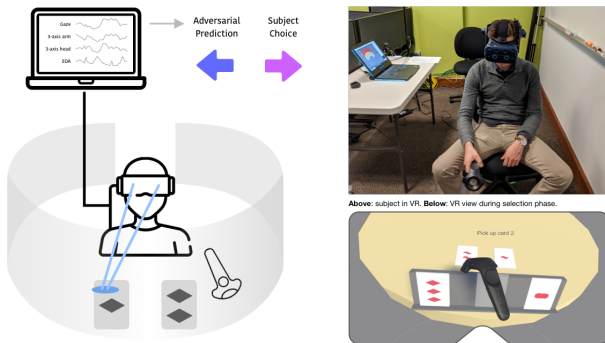 Gaze
3-axis arm
3-axis head
EDA
Adversarial
Prediction
Subject
Choice
Above: subject in VR. Below: VR view during selection phase.
Pick up card 2